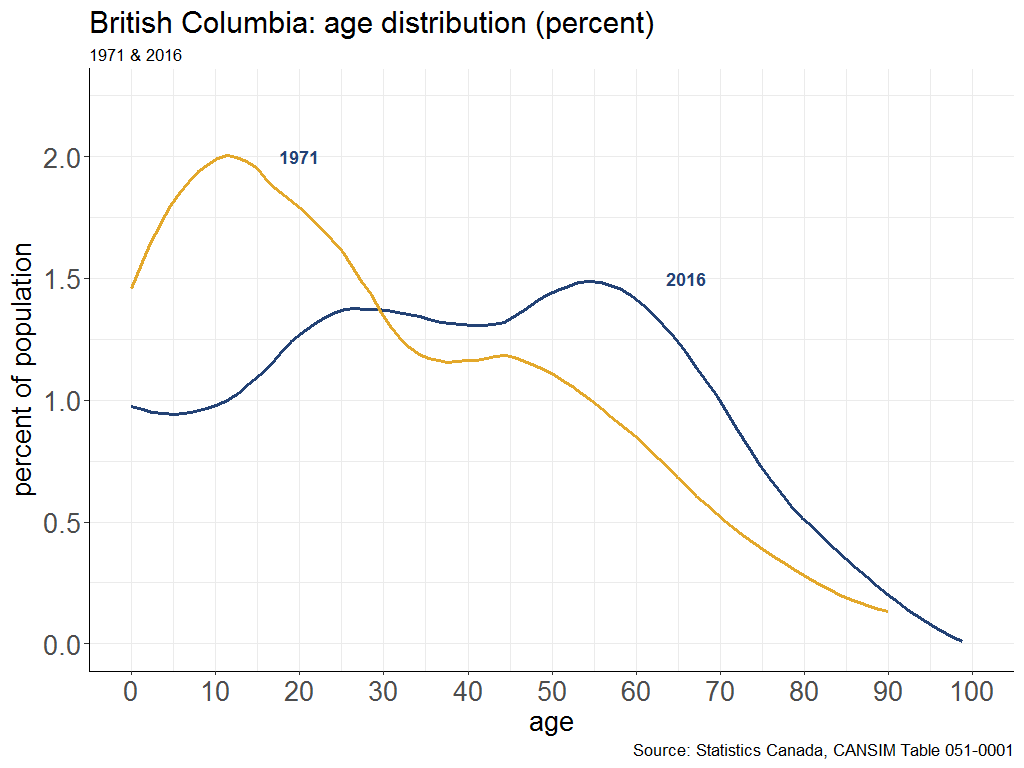 British Columbia: age distribution (percent)
1971 & 2016
1971
2016
percent of population
2.0
1.5
1.0
0.5
0.0
0 10 20 30 40 50 60 70 80 90 100
age
Source: Statistics Canada, CANSIM Table 051-0001